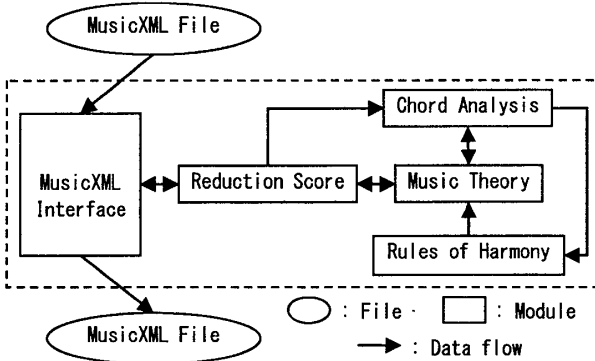 MusicXML File
Chord Analysis
MusicXML
Interface
Reduction Score
Music Theory
Rules of Harmony
MusicXML File
: File
: Module
: Data flow